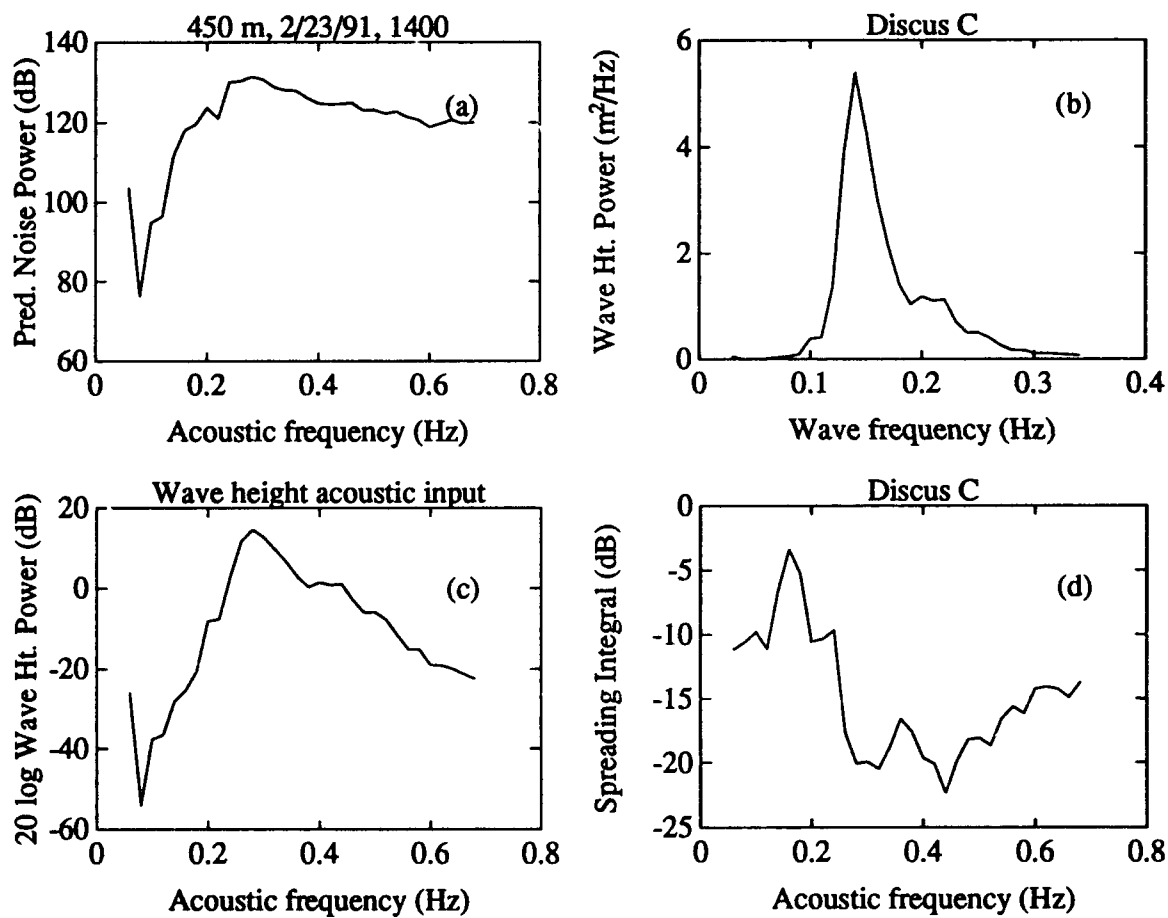 450 m, 2/23/91, 1400
Pred. Noise Power (dB)
140
120
100
80
60
(a)
0
0.2
0.4
0.6
0.8
Acoustic frequency (Hz)
Discus C
Wave Ht. Power (m²/Hz)
6
4
2
0
(b)
0
0.1
0.2
0.3
0.4
Wave frequency (Hz)
Wave height acoustic input
20 log Wave Ht. Power (dB)
20
0
-20
-40
-60
(c)
0
0.2
0.4
0.6
0.8
Acoustic frequency (Hz)
Discus C
Spreading Integral (dB)
-0
-5
-10
-15
-20
-25
(d)
0
0.2
0.4
0.6
0.8
Acoustic frequency (Hz)